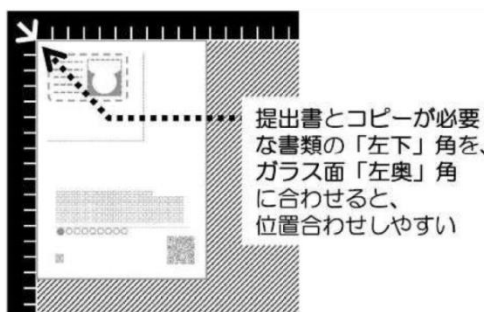 提出書とコピーが必要
な書類の「左下」角を、
ガラス面「左奥」角
に合わせると、
位置合わせしやすい